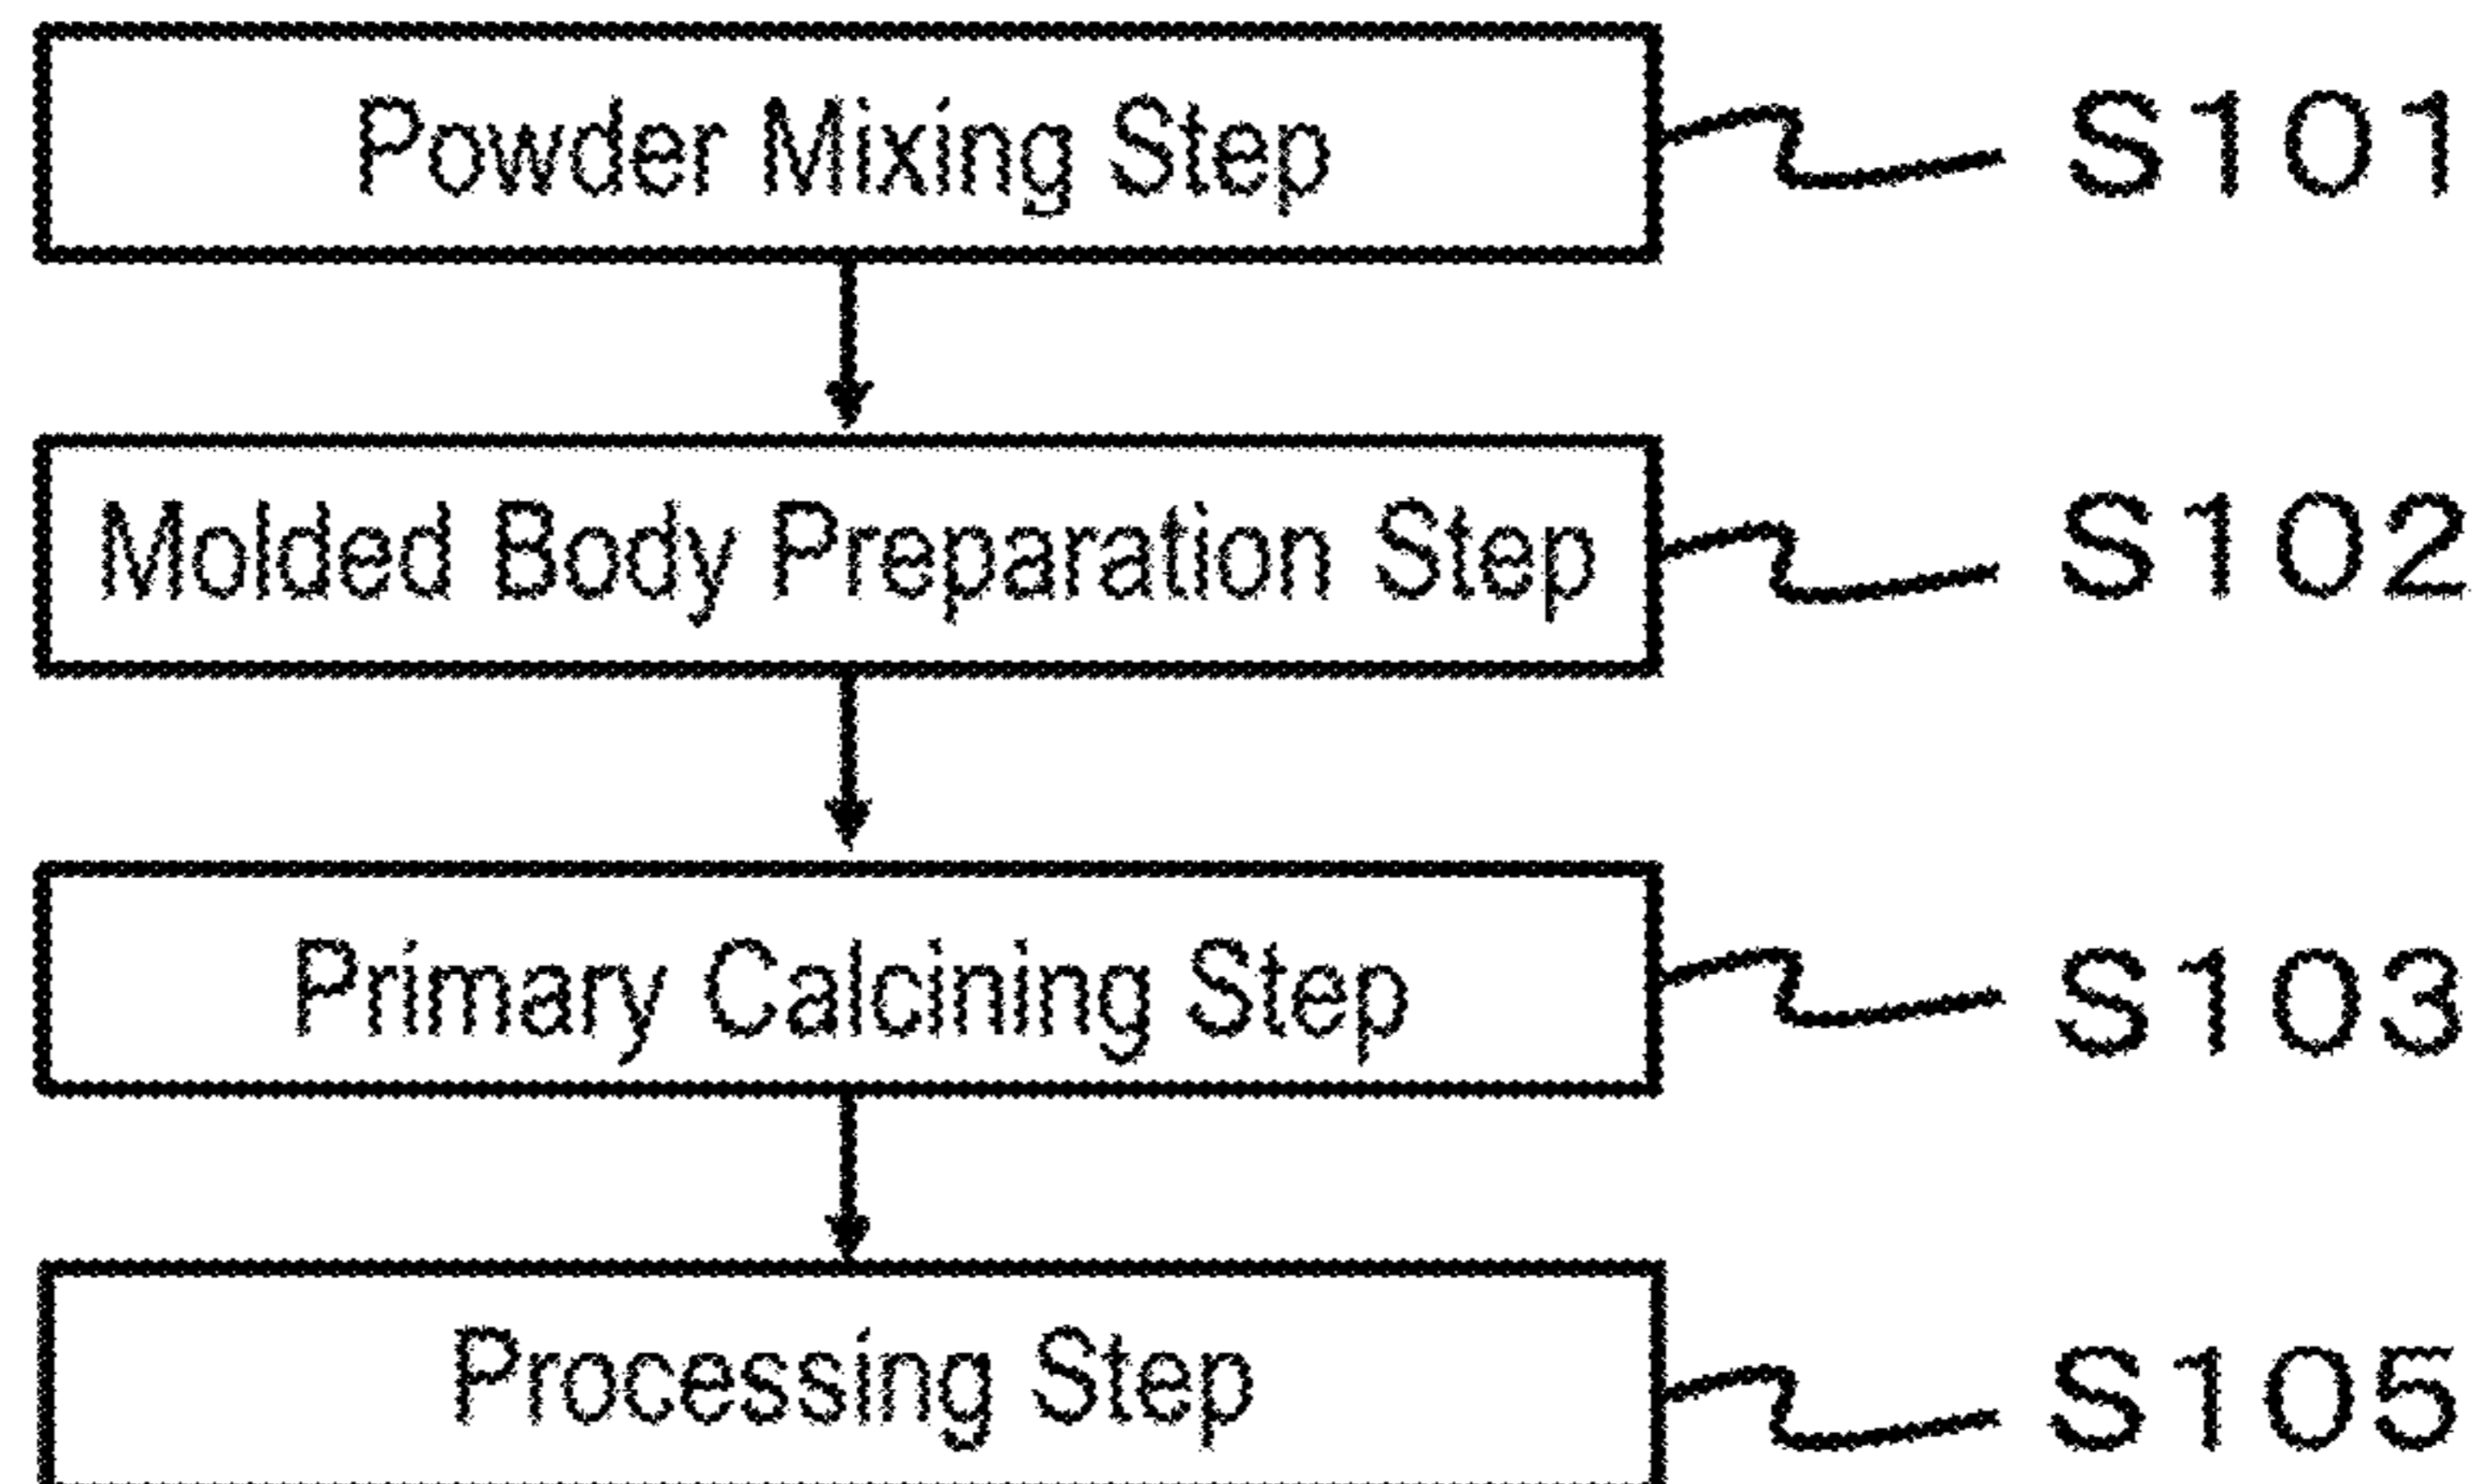 Powder Mixing Step S101
Molded Body Preparation Step S102
Primary Calcining Step S103
Processing Step S105